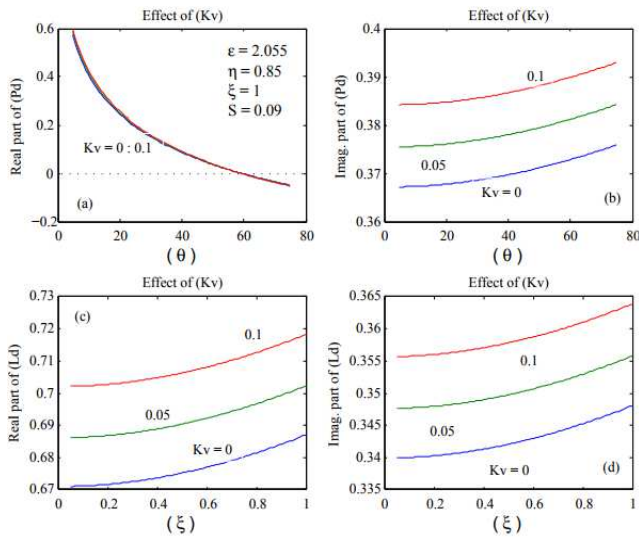 Effect of (Kv)
Real part of (Pd)
0.6
0.4
0.2
0
−0.2
ε = 2.055
η = 0.85
ξ = 1
S = 0.09
Kv = 0 : 0.1
(a)
0 20 40 60 80
(θ)
Effect of (Kv)
Imag. part of (Pd)
0.4
0.39
0.38
0.37
0.36
0.1
0.05
Kv = 0
(b)
0 20 40 60 80
(θ)
Effect of (Kv)
Real part of (Ld)
0.73
0.72
0.71
0.7
0.69
0.68
0.67
(c)
0.1
0.05
Kv = 0
0 0.2 0.4 0.6 0.8 1
(ξ)
Effect of (Kv)
Imag. part of (Ld)
0.365
0.36
0.355
0.35
0.345
0.34
0.335
0.1
0.05
Kv = 0
(d)
0 0.2 0.4 0.6 0.8 1
(ξ)